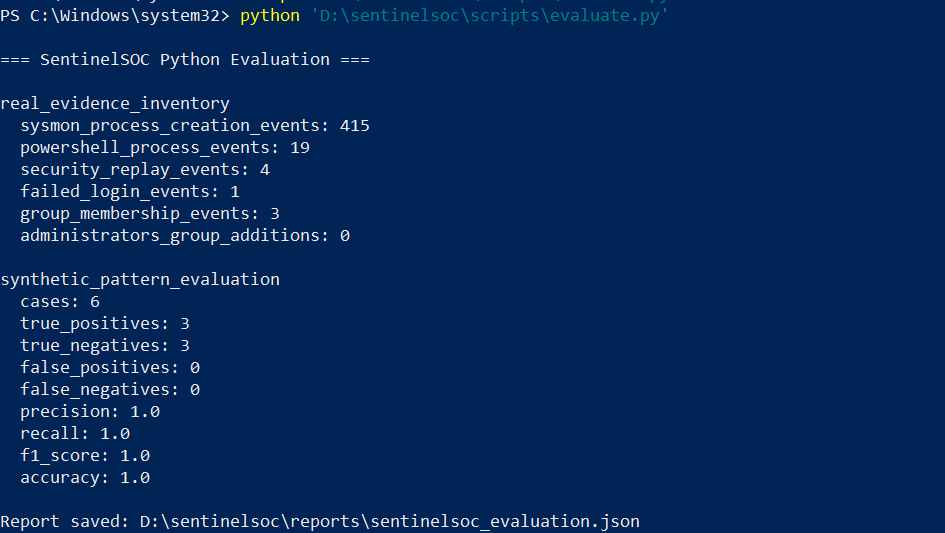 PS C:\Windows\system32> python 'D:\sentinelsoc\scripts\evaluate.py'
=== SentinelSOC Python Evaluation ===
real_evidence_inventory
  sysmon_process_creation_events: 415
  powershell_process_events: 19
  security_replay_events: 4
  failed_login_events: 1
  group_membership_events: 3
  administrators_group_additions: 0
synthetic_pattern_evaluation
  cases: 6
  true_positives: 3
  true_negatives: 3
  false_positives: 0
  false_negatives: 0
  precision: 1.0
  recall: 1.0
  f1_score: 1.0
  accuracy: 1.0
Report saved: D:\sentinelsoc\reports\sentinelsoc_evaluation.json